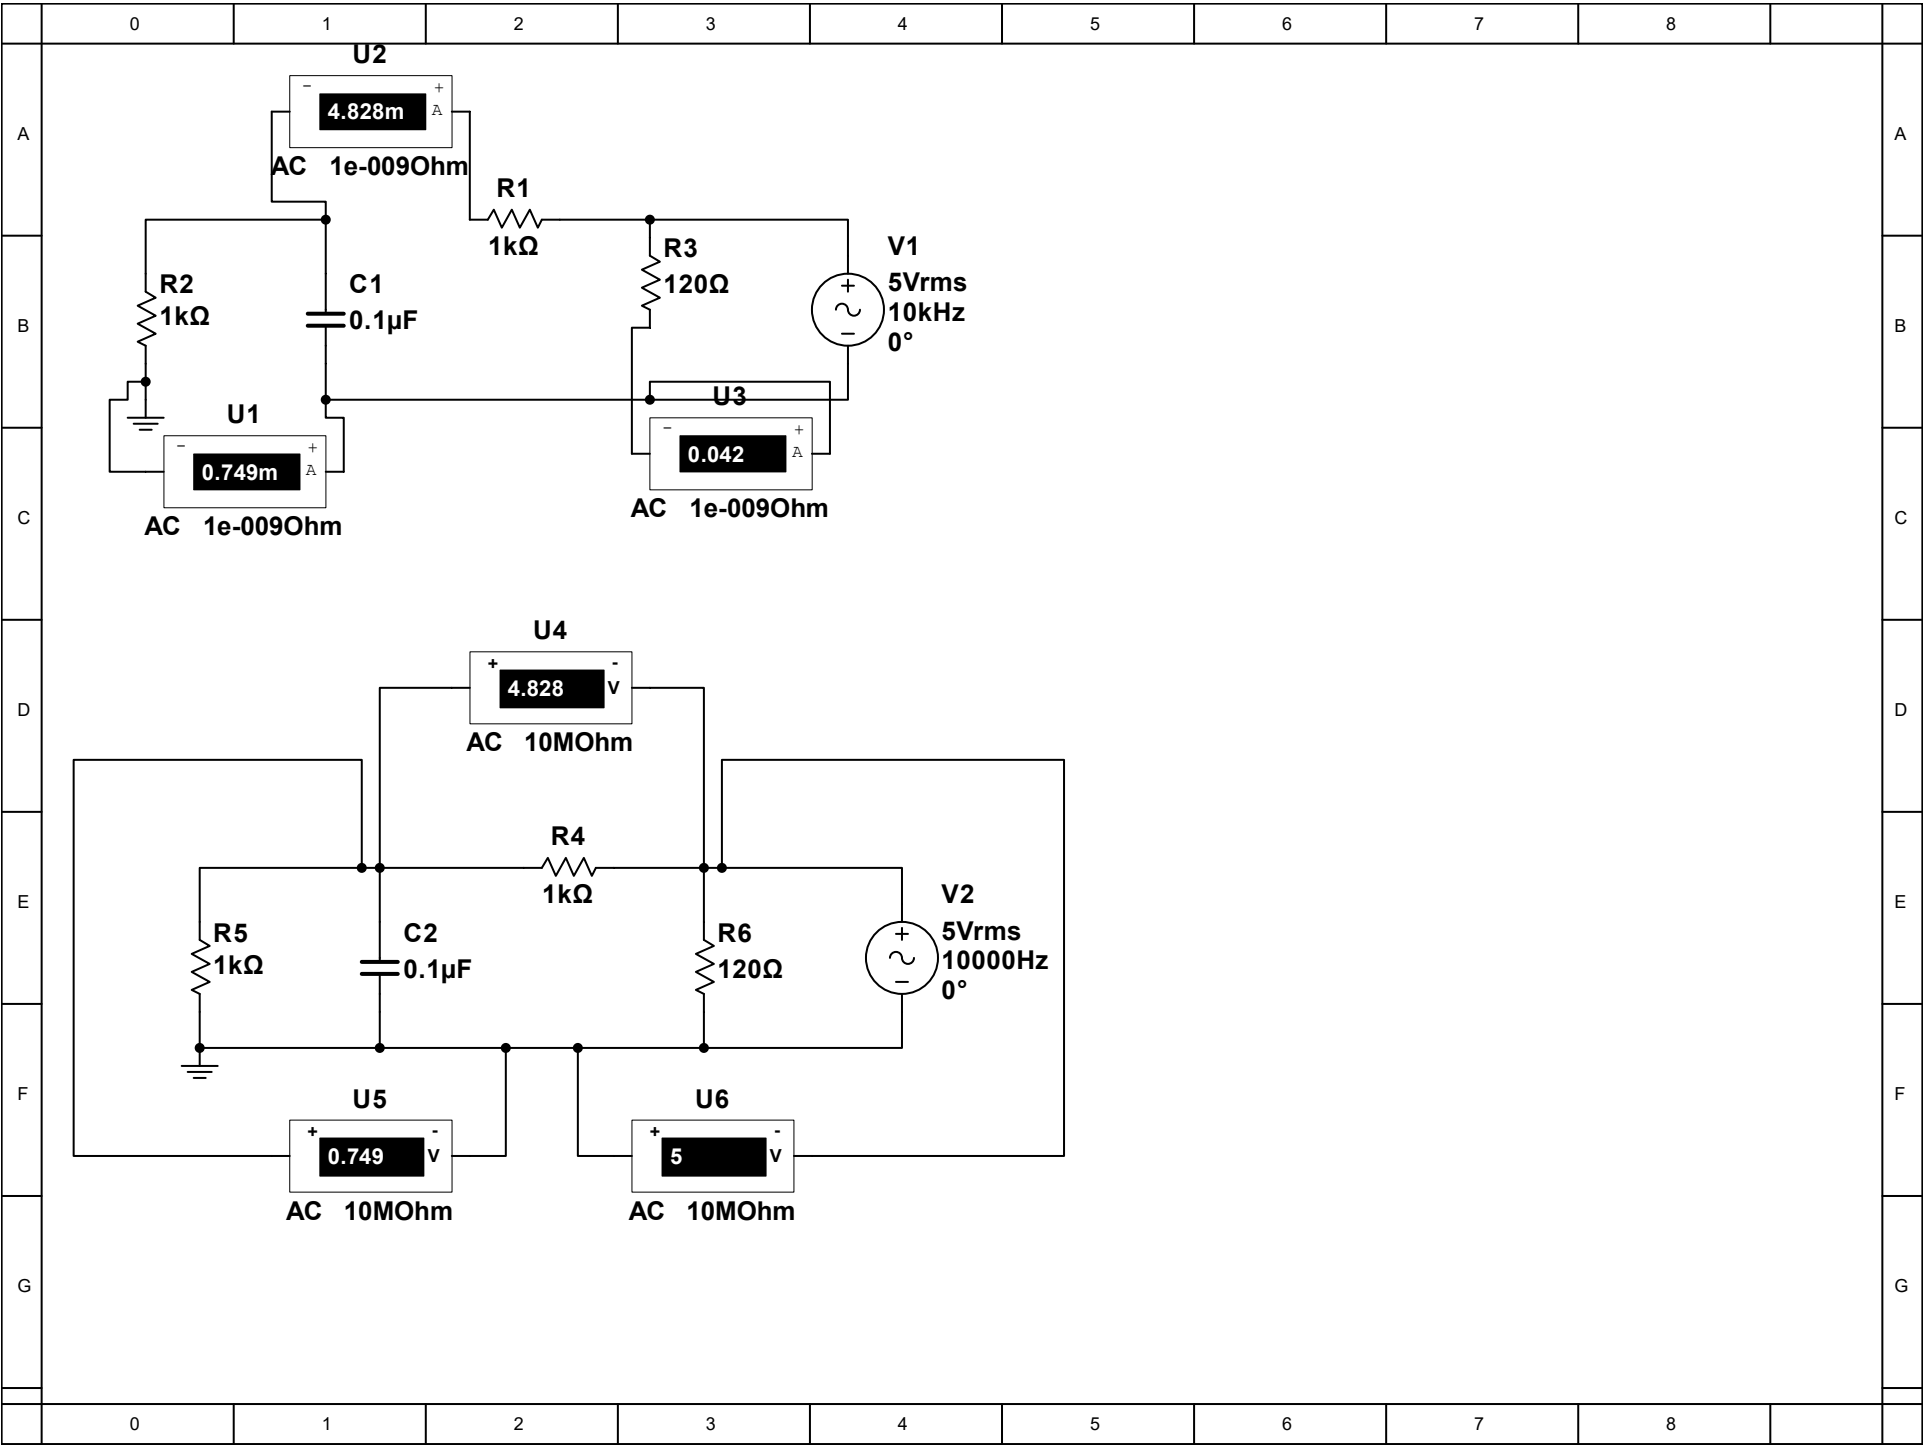 0 1 2 3 4 5 6 7 8
U2
- +
4.828m A
A A
AC 1e-009Ohm
R1
1kΩ
R3
120Ω
V1
5Vrms
10kHz
0°
R2
1kΩ
C1
0.1µF
B B
U3
- +
0.042 A
AC 1e-009Ohm
U1
- +
0.749m A
AC 1e-009Ohm
C C
U4
+ -
4.828 V
AC 10MOhm
D D
R4
1kΩ
V2
5Vrms
10000Hz
0°
E E
R5
1kΩ
C2
0.1µF
R6
120Ω
U5
+ -
0.749 V
AC 10MOhm
U6
+ -
5 V
AC 10MOhm
F F
G G
0 1 2 3 4 5 6 7 8